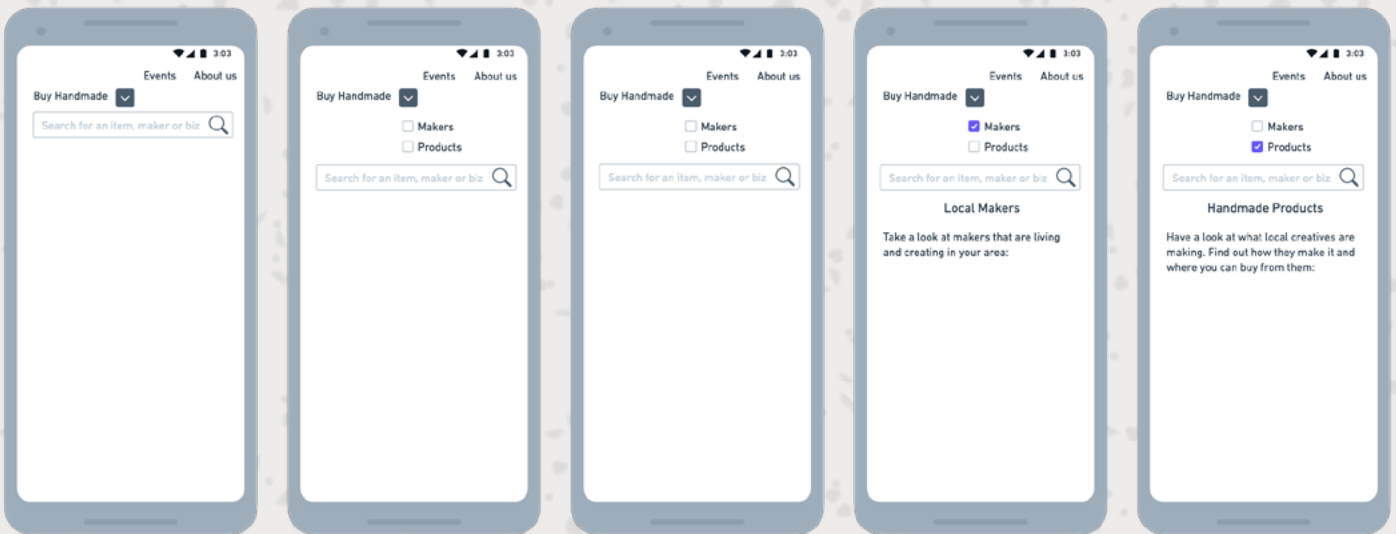 3:03
Events About us
Buy Handmade
Search for an item, maker or biz
3:03
Events About us
Buy Handmade
Makers
Products
Search for an item, maker or biz
3:03
Events About us
Buy Handmade
Makers
Products
Search for an item, maker or biz
3:03
Events About us
Buy Handmade
Makers
Products
Search for an item, maker or biz
Local Makers
Take a look at makers that are living
and creating in your area:
3:03
Events About us
Buy Handmade
Makers
Products
Search for an item, maker or biz
Handmade Products
Have a look at what local creatives are
making. Find out how they make it and
where you can buy from them: